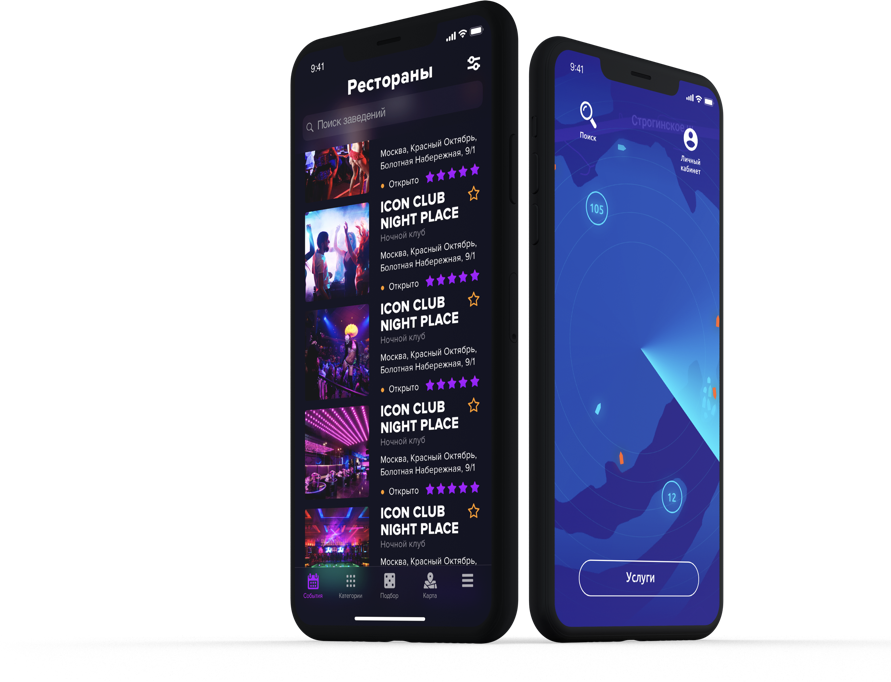 9:41
Рестораны
Поиск заведений
Москва, Красный Октябрь,
Болотная Набережная, 9/1
Открыто
ICON CLUB
NIGHT PLACE
Ночной клуб
Москва, Красный Октябрь,
Болотная Набережная, 9/1
Открыто
ICON CLUB
NIGHT PLACE
Ночной клуб
Москва, Красный Октябрь,
Болотная Набережная, 9/1
Открыто
ICON CLUB
NIGHT PLACE
Ночной клуб
Москва, Красный Октябрь,
Болотная Набережная, 9/1
Открыто
ICON CLUB
NIGHT PLACE
Ночной клуб
Москва, Красный Октябрь,
События
Категории
Подбор
Карта
9:41
Строгинское
Поиск
Личный
кабинет
105
12
Услуги